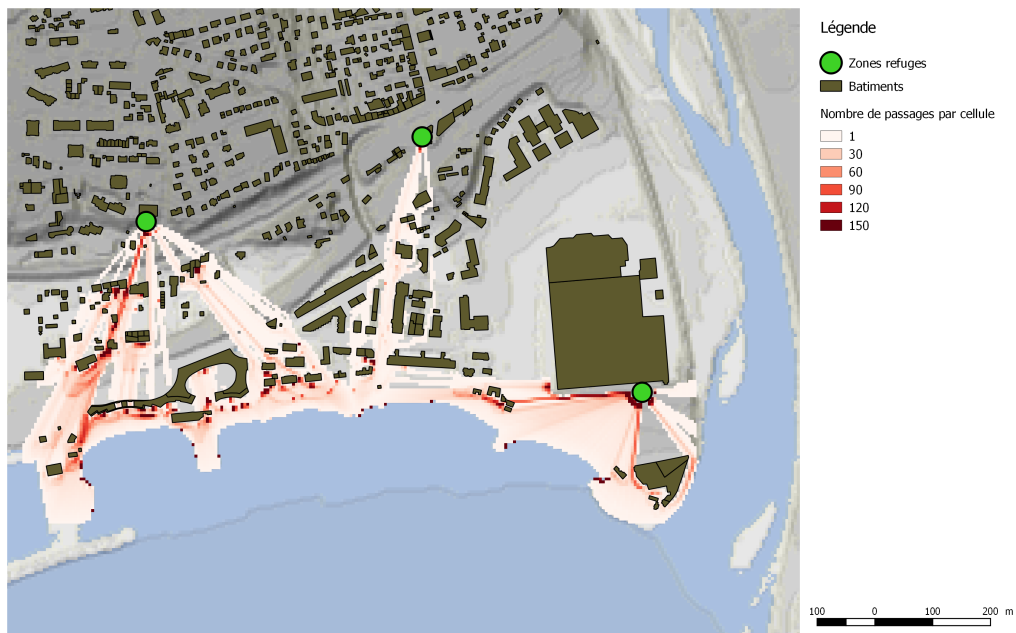 Légende
Zones refuges
Batiments
Nombre de passages par cellule
1
30
60
90
120
150
100 0 100 200 m